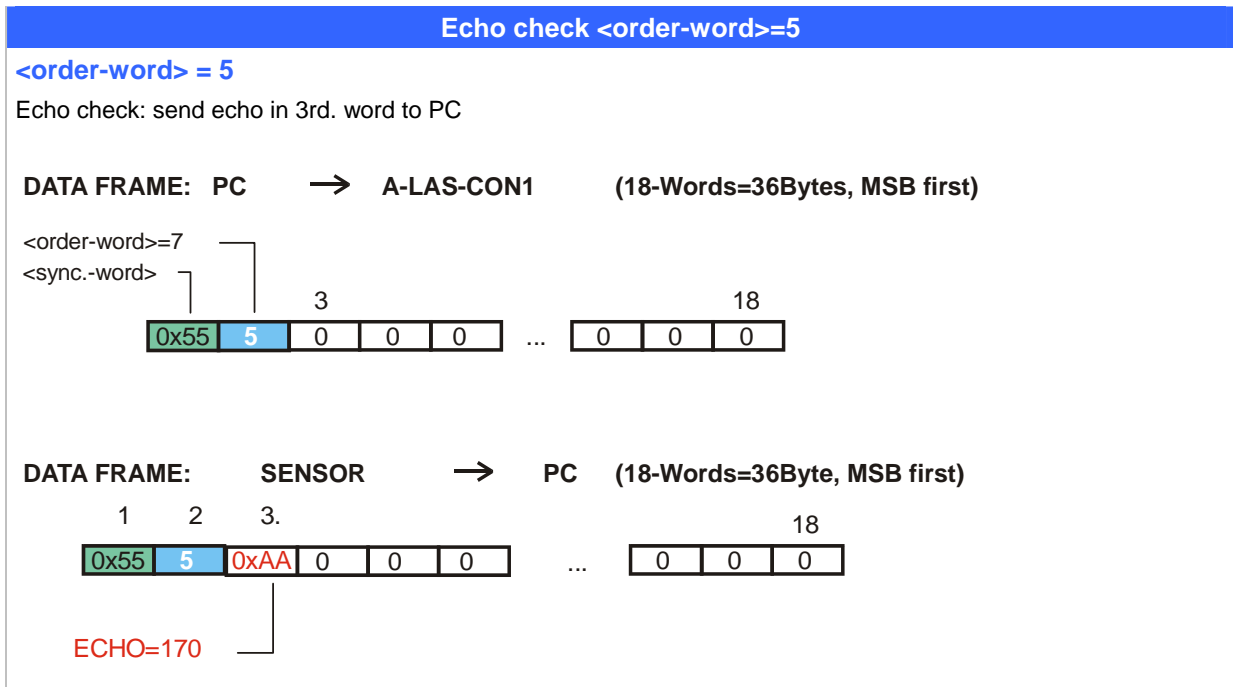 Echo check <order-word>=5
<order-word> = 5
Echo check: send echo in 3rd. word to PC
DATA FRAME: PC → A-LAS-CON1 (18-Words=36Bytes, MSB first)
<order-word>=7
<sync.-word>
3 18
0x55 5 0 0 0 ... 0 0 0
DATA FRAME: SENSOR → PC (18-Words=36Byte, MSB first)
1 2 3. 18
0x55 5 0xAA 0 0 0 ... 0 0 0
ECHO=170